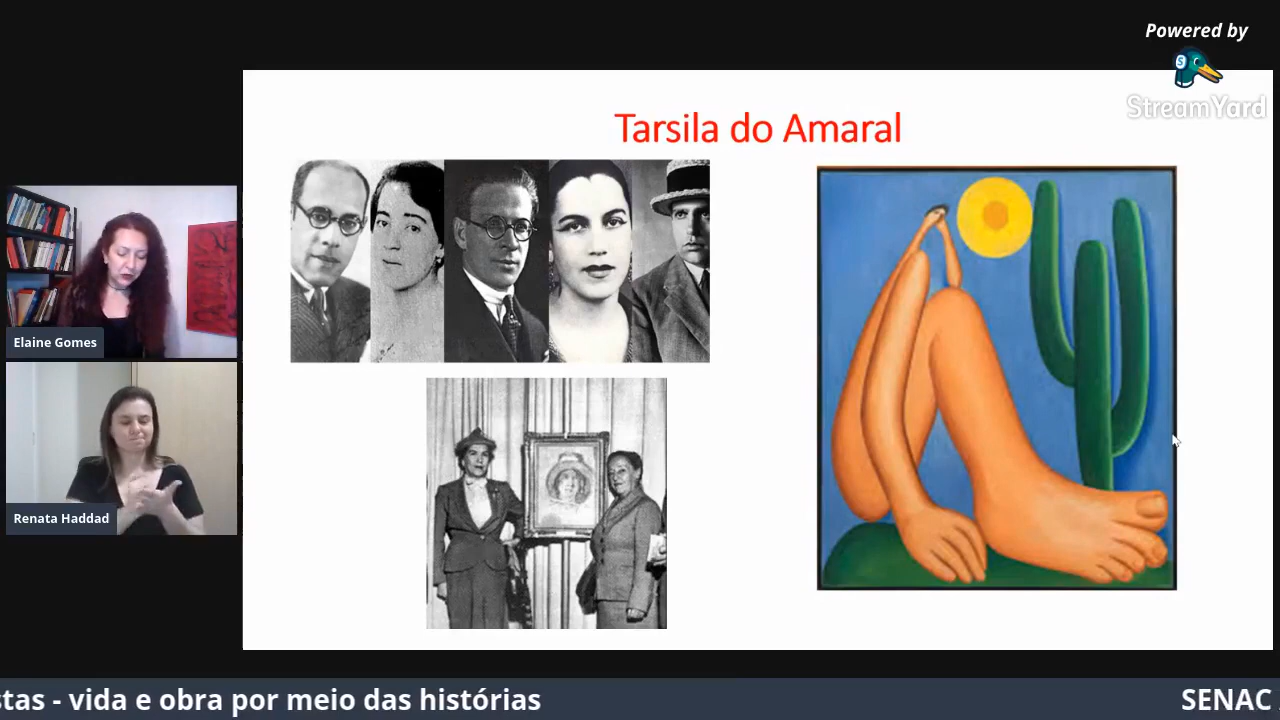 Powered by
StreamYard
Tarsila do Amaral
Elaine Gomes
Renata Haddad
stas - vida e obra por meio das histórias
SENAC